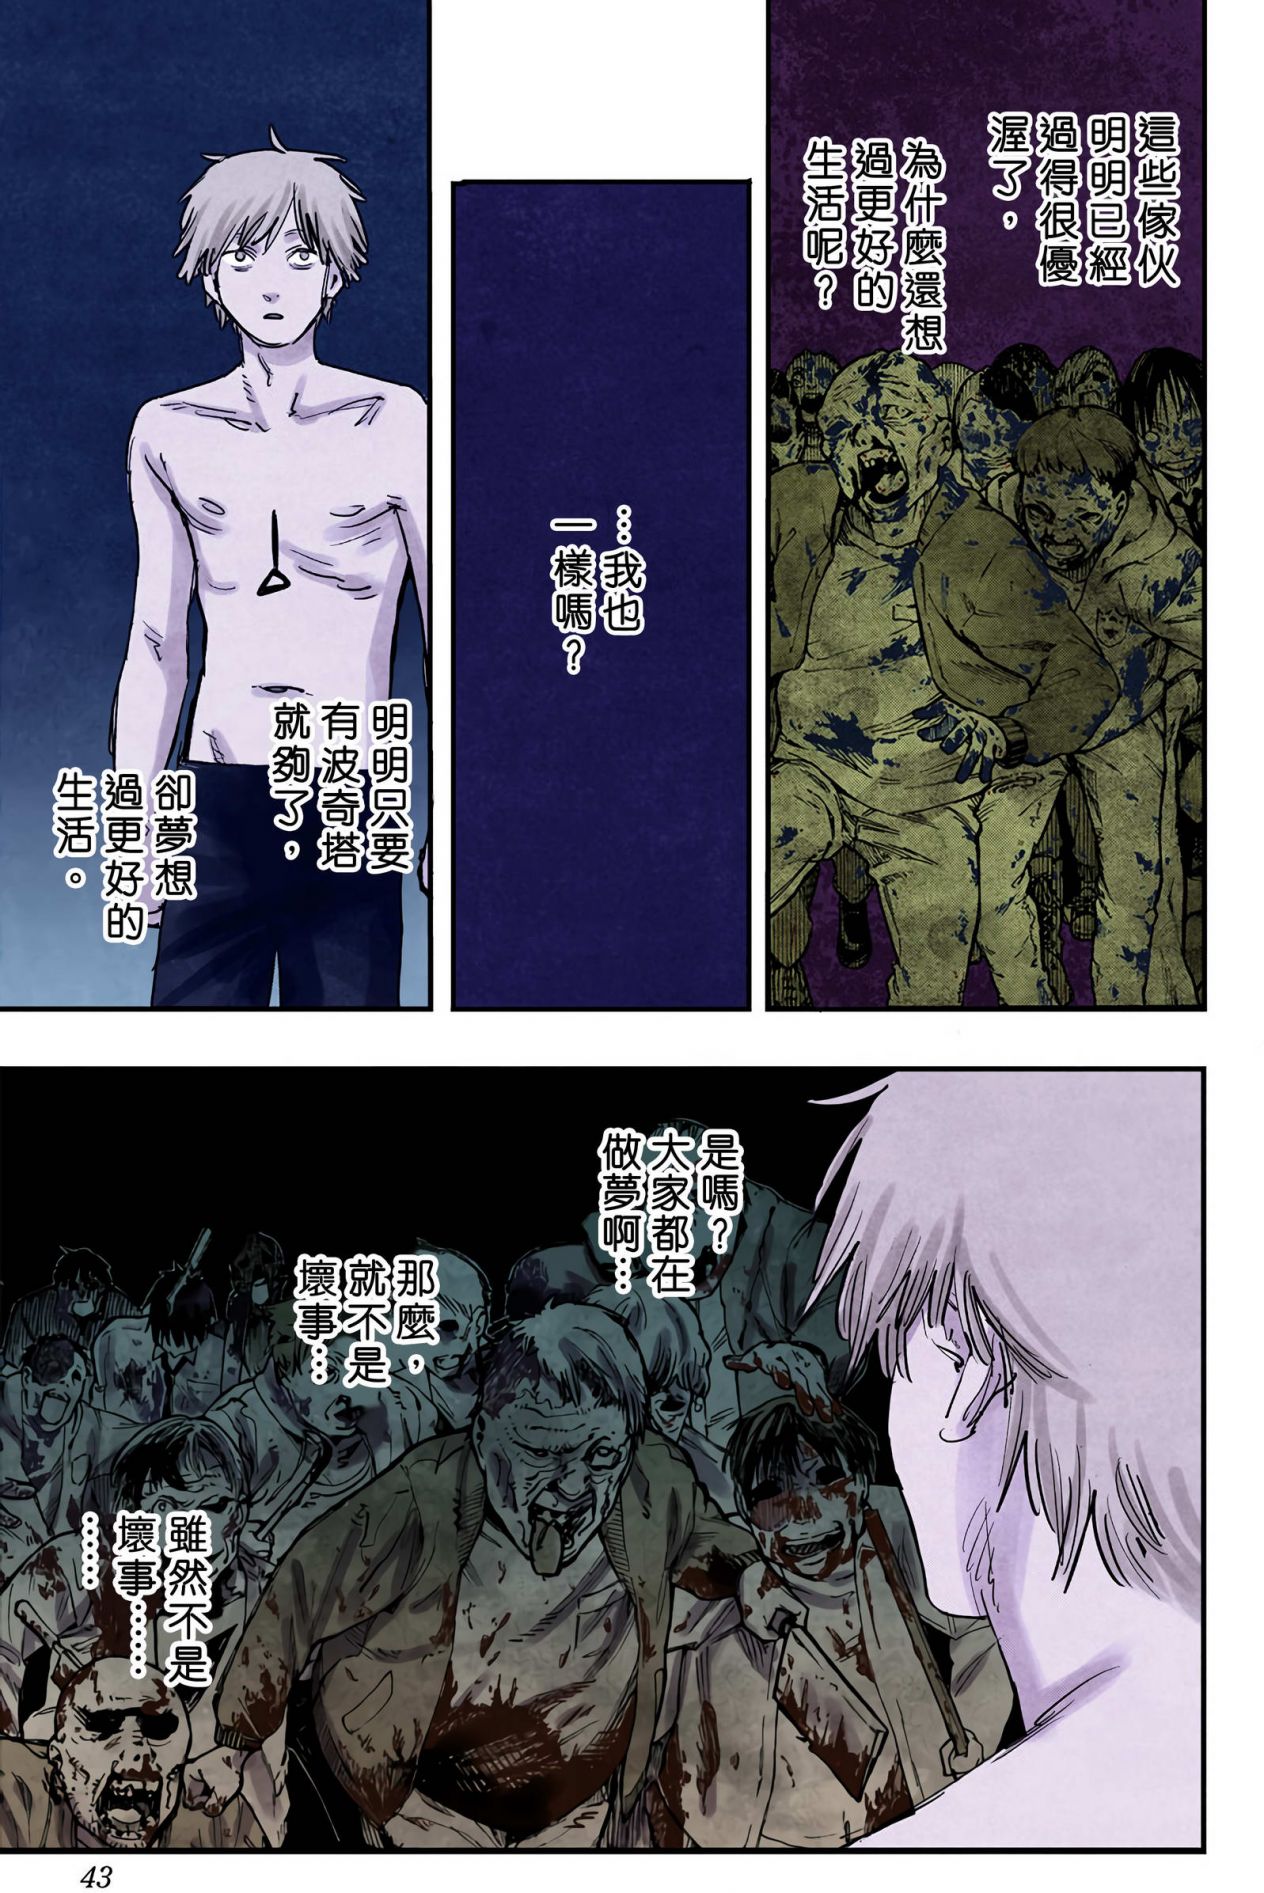 這些傢伙
明明已經
過得很優
渥了，
為什麼還想
過更好的
生活呢？
…我也
一樣嗎？
明明只要
有波奇塔
就夠了，
卻夢想
過更好的
生活。
是嗎？
大家都在
做夢啊…
那麼，
就不是
壞事…
雖然不是
壞事……
……
43